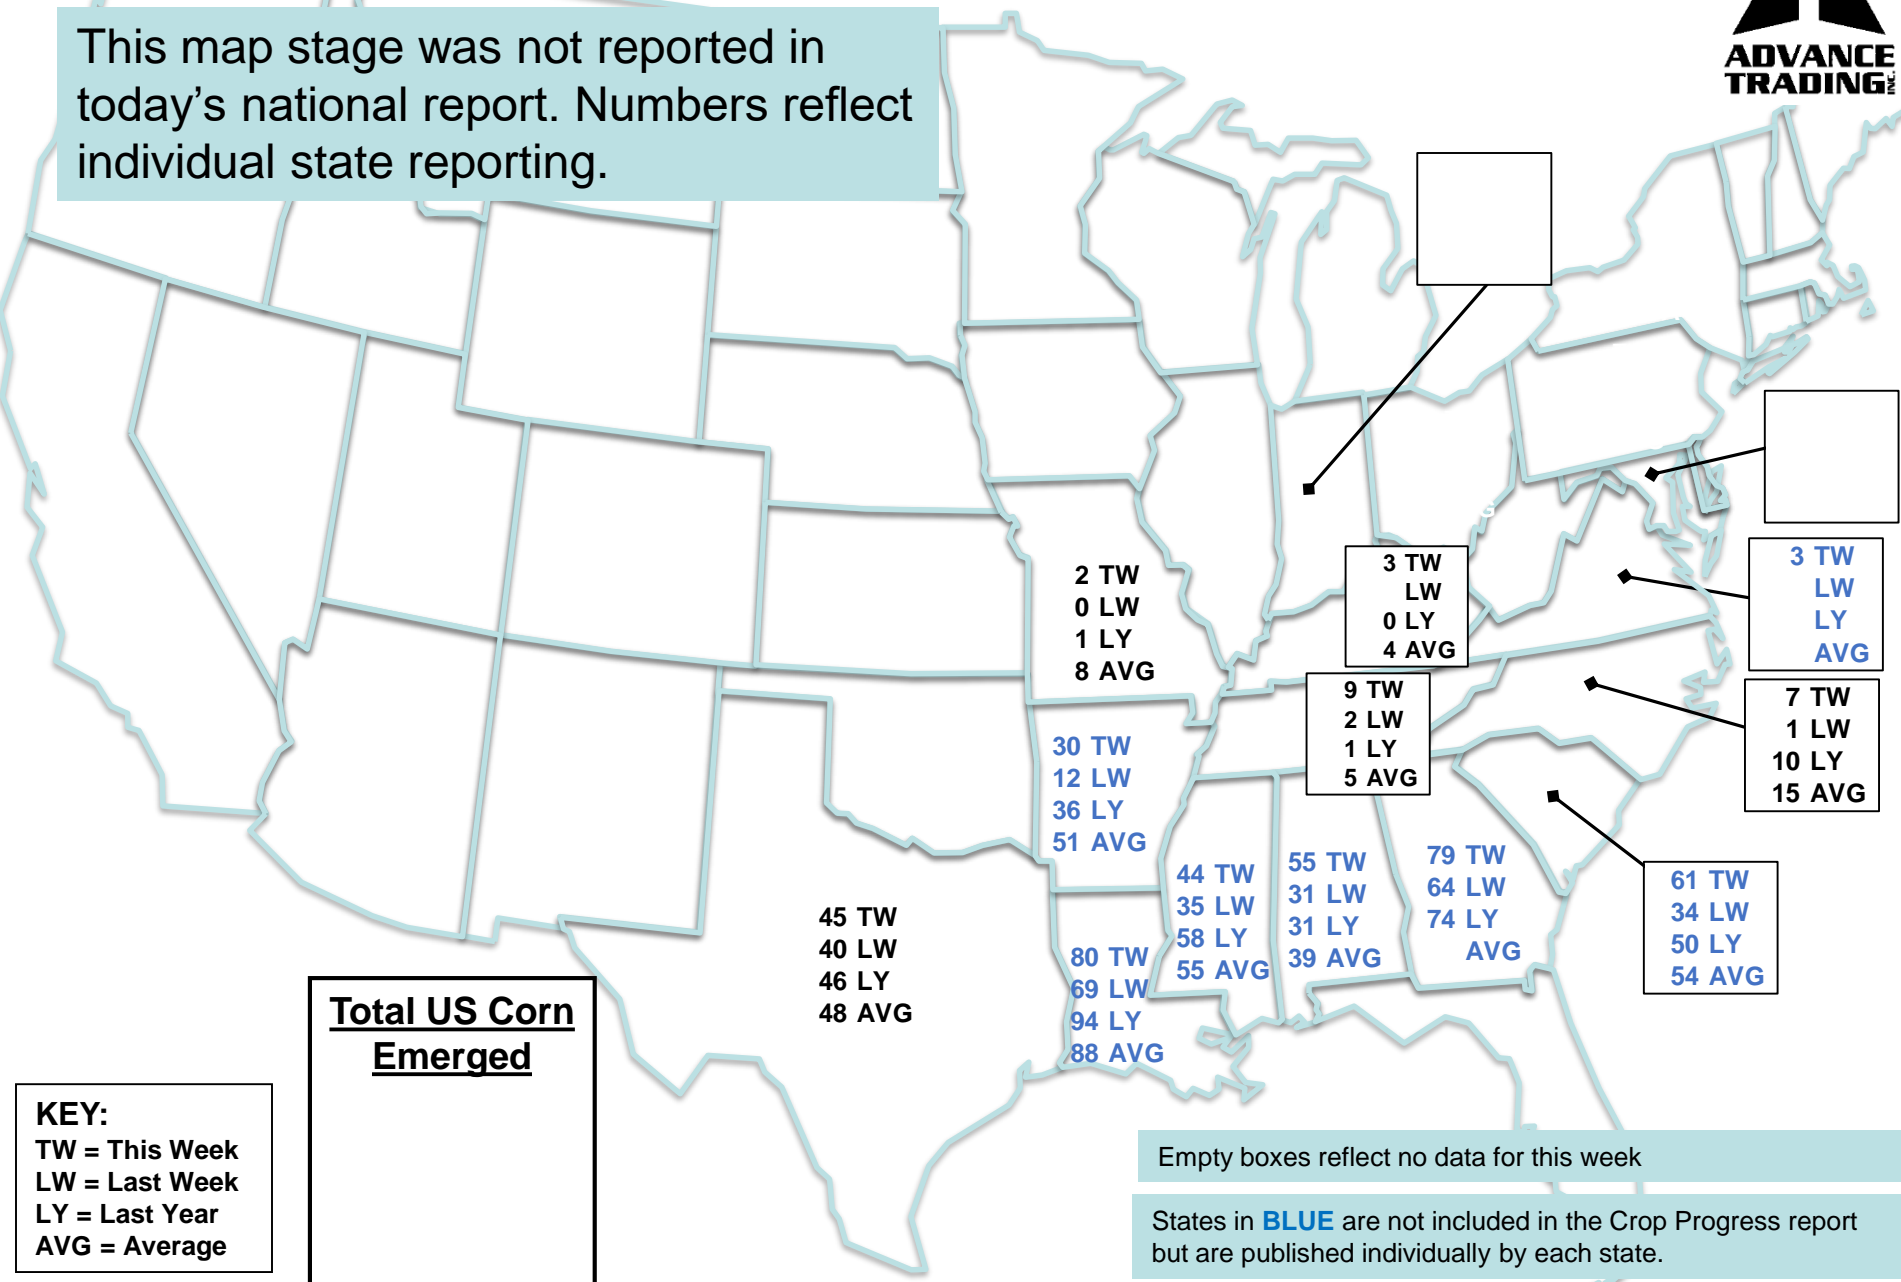 This map stage was not reported in
today’s national report. Numbers reflect
individual state reporting.
ADVANCE
TRADING INC.
2 TW
0 LW
1 LY
8 AVG
3 TW
LW
0 LY
4 AVG
3 TW
LW
LY
AVG
9 TW
2 LW
1 LY
5 AVG
7 TW
1 LW
10 LY
15 AVG
30 TW
12 LW
36 LY
51 AVG
44 TW
35 LW
58 LY
55 AVG
55 TW
31 LW
31 LY
39 AVG
79 TW
64 LW
74 LY
AVG
61 TW
34 LW
50 LY
54 AVG
45 TW
40 LW
46 LY
48 AVG
80 TW
69 LW
94 LY
88 AVG
Total US Corn
Emerged
KEY:
TW = This Week
LW = Last Week
LY = Last Year
AVG = Average
Empty boxes reflect no data for this week
States in BLUE are not included in the Crop Progress report
but are published individually by each state.